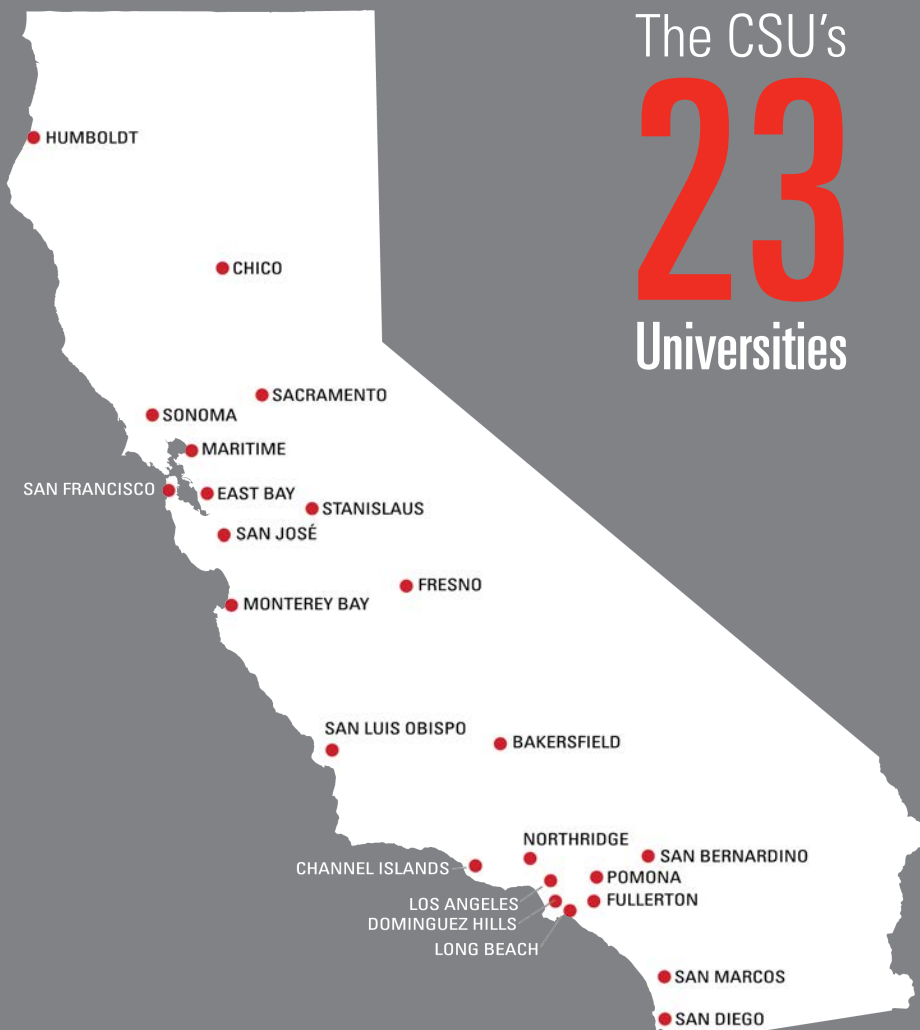 The CSU's
23
Universities
HUMBOLDT
CHICO
SACRAMENTO
SONOMA
MARITIME
SAN FRANCISCO
EAST BAY
STANISLAUS
SAN JOSÉ
FRESNO
MONTEREY BAY
SAN LUIS OBISPO
BAKERSFIELD
NORTHRIDGE
SAN BERNARDINO
CHANNEL ISLANDS
POMONA
LOS ANGELES
FULLERTON
DOMINGUEZ HILLS
LONG BEACH
SAN MARCOS
SAN DIEGO